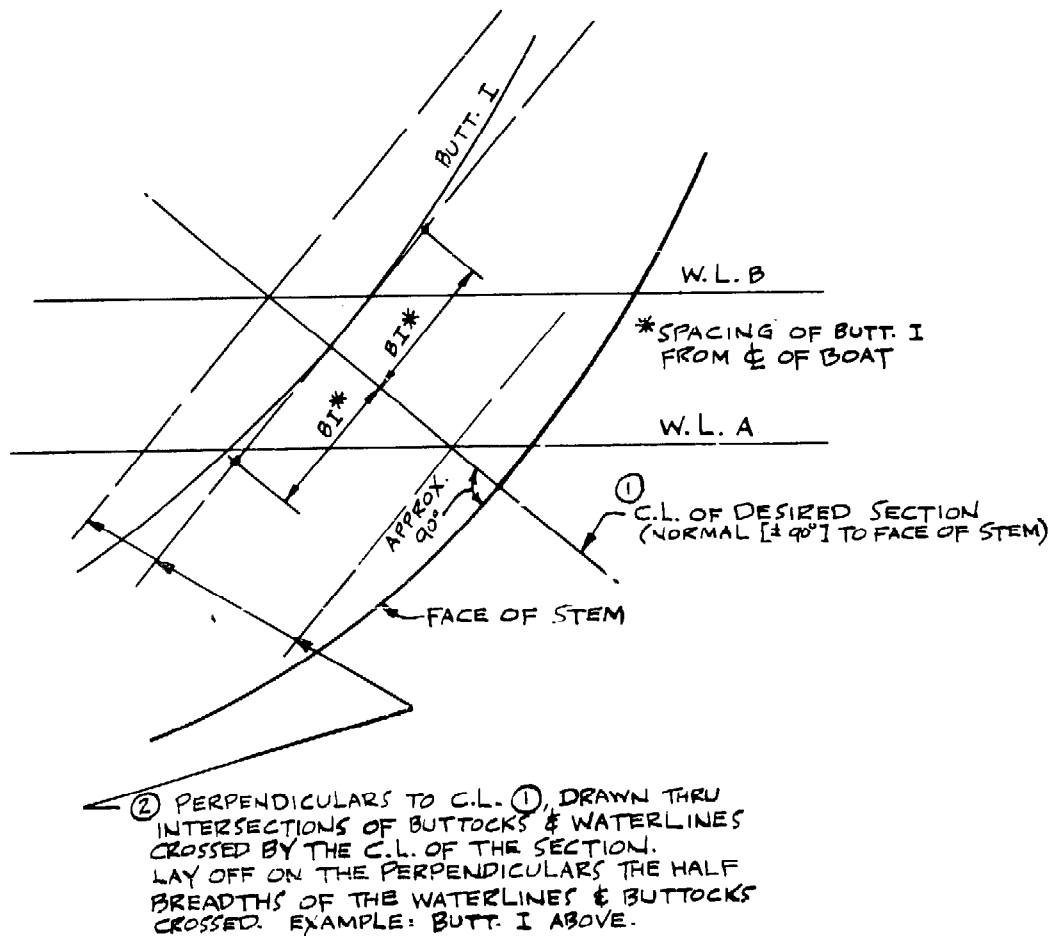 BUTT. I
W.L. B
*SPACING OF BUTT. I
FROM ℄ OF BOAT
BI*
BI*
W.L. A
APPROX.
90°
①
C.L. OF DESIRED SECTION
(NORMAL [± 90°] TO FACE OF STEM)
FACE OF STEM
② PERPENDICULARS TO C.L. ①, DRAWN THRU
INTERSECTIONS OF BUTTOCKS & WATERLINES
CROSSED BY THE C.L. OF THE SECTION.
LAY OFF ON THE PERPENDICULARS THE HALF
BREADTHS OF THE WATERLINES & BUTTOCKS
CROSSED. EXAMPLE: BUTT. I ABOVE.